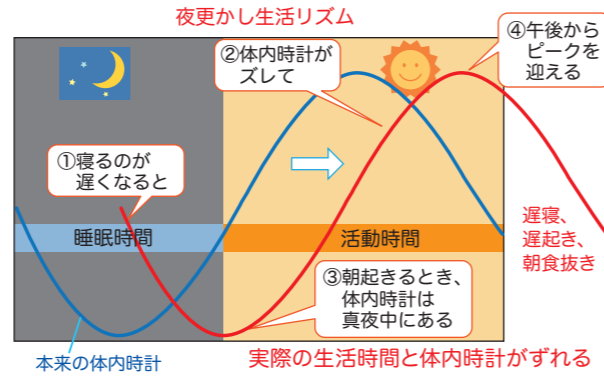 夜更かし生活リズム
④午後から
ピークを
迎える
②体内時計が
ズレて
①寝るのが
遅くなると
睡眠時間
活動時間
遅寝、
遅起き、
朝食抜き
③朝起きるとき、
体内時計は
真夜中にある
本来の体内時計
実際の生活時間と体内時計がずれる